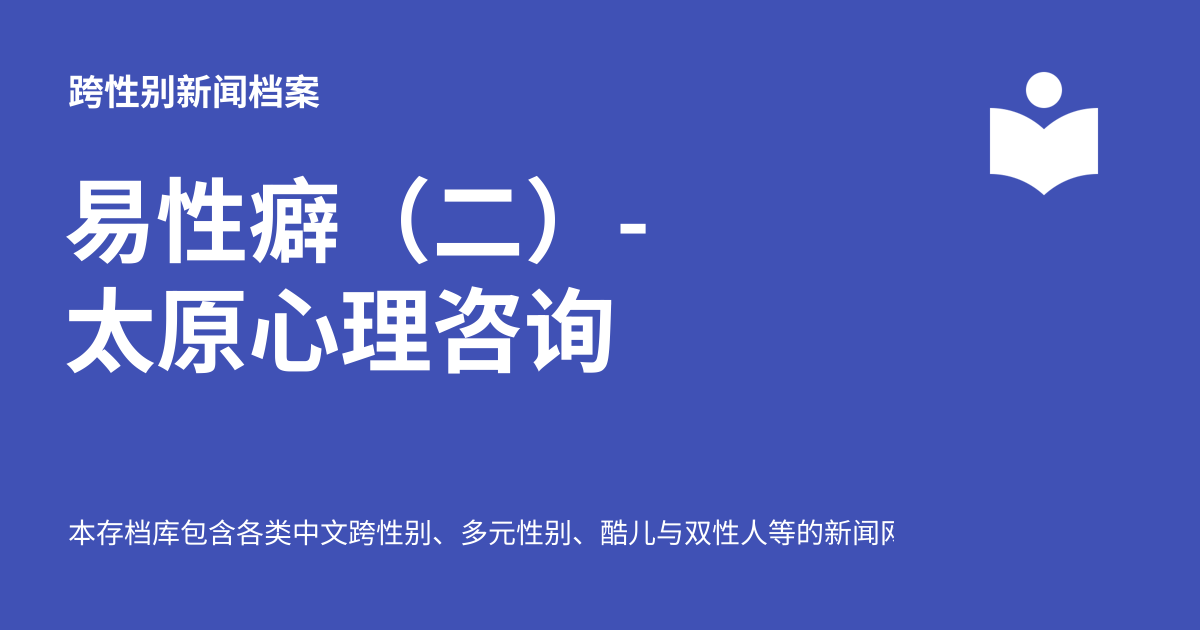 跨性别新闻档案
易性癖（二）-
太原心理咨询
本存档库包含各类中文跨性别、多元性别、酷儿与双性人等的新闻